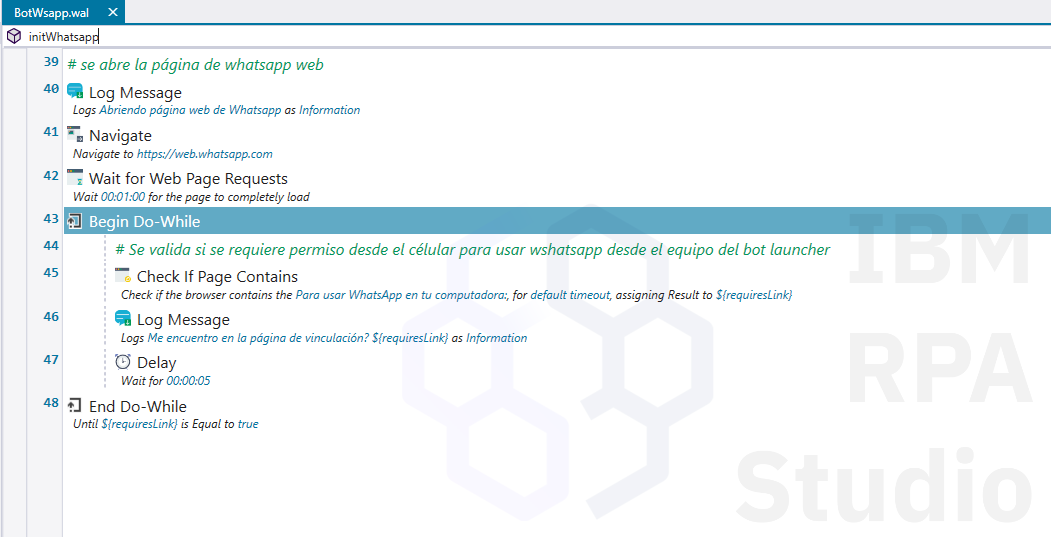 BotWsapp.wal ✕
initWhatsapp
39 # se abre la página de whatsapp web
40 Log Message
Logs Abriendo página web de Whatsapp as Information
41 Navigate
Navigate to https://web.whatsapp.com
42 Wait for Web Page Requests
Wait 00:01:00 for the page to completely load
43 Begin Do-While
44 # Se valida si se requiere permiso desde el célular para usar wshatsapp desde el equipo del bot launcher
45 Check If Page Contains
Check if the browser contains the Para usar WhatsApp en tu computadora:, for default timeout, assigning Result to ${requiresLink}
46 Log Message
Logs Me encuentro en la página de vinculación? ${requiresLink} as Information
47 Delay
Wait for 00:00:05
48 End Do-While
Until ${requiresLink} is Equal to true
IBM
RPA
Studio